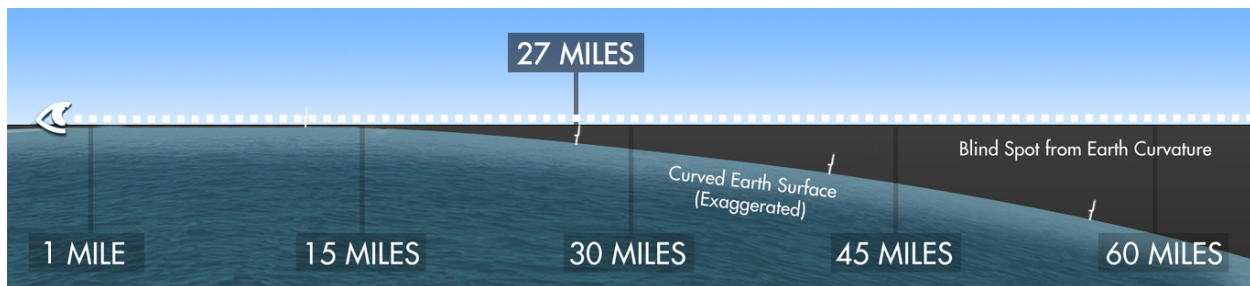 27 MILES
Blind Spot from Earth Curvature
Curved Earth Surface
(Exaggerated)
1 MILE
15 MILES
30 MILES
45 MILES
60 MILES